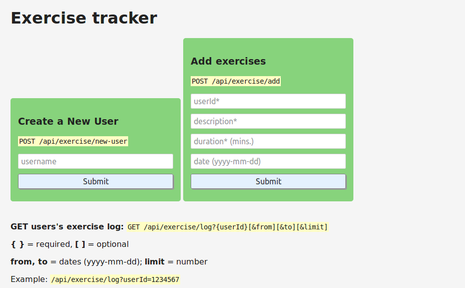 Exercise tracker
Create a New User
POST /api/exercise/new-user
username
Submit
Add exercises
POST /api/exercise/add
userId*
description*
duration* (mins.)
date (yyyy-mm-dd)
Submit
GET users's exercise log: GET /api/exercise/log?{userId}[&from][&to][&limit]
{ } = required, [ ] = optional
from, to = dates (yyyy-mm-dd); limit = number
Example: /api/exercise/log?userId=1234567